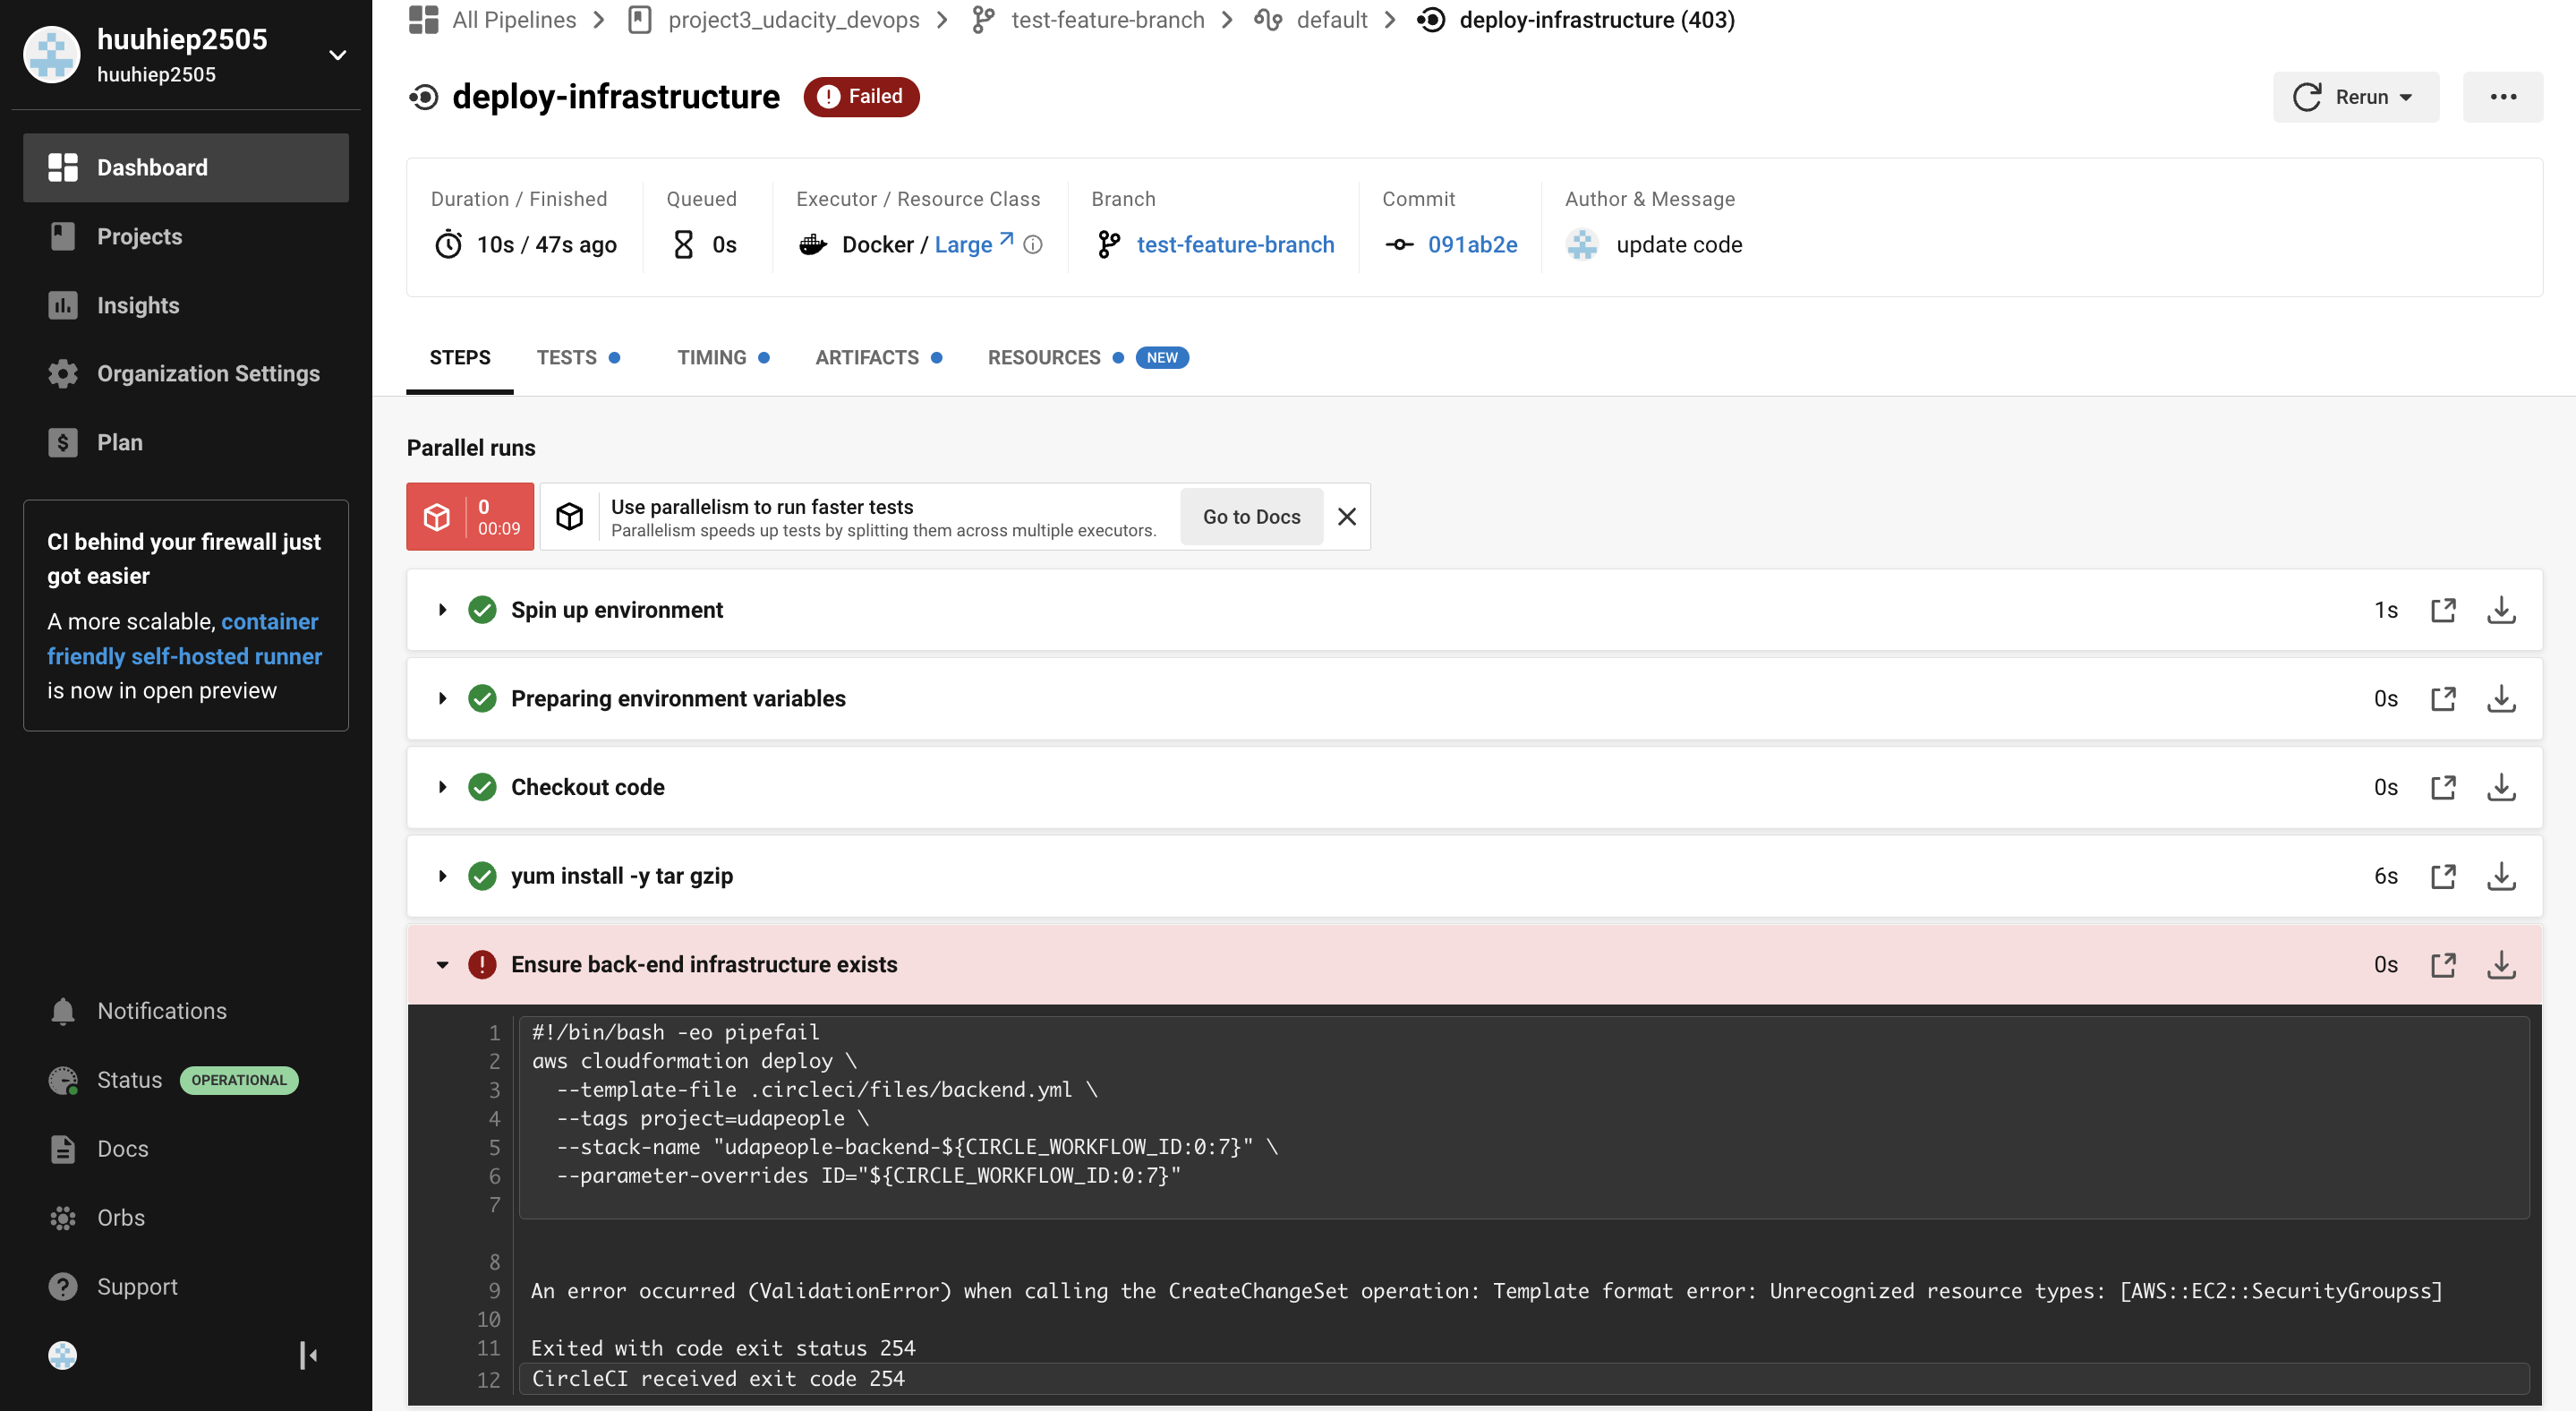 huuhiep2505
huuhiep2505
Dashboard
Projects
Insights
Organization Settings
Plan
CI behind your firewall just
got easier
A more scalable, container
friendly self-hosted runner
is now in open preview
Notifications
Status OPERATIONAL
Docs
Orbs
Support
All Pipelines project3_udacity_devops test-feature-branch default deploy-infrastructure (403)
deploy-infrastructure Failed
Rerun
Duration / Finished Queued Executor / Resource Class Branch Commit Author & Message
10s / 47s ago 0s Docker / Large test-feature-branch 091ab2e update code
STEPS TESTS TIMING ARTIFACTS RESOURCES NEW
Parallel runs
0
00:09
Use parallelism to run faster tests
Parallelism speeds up tests by splitting them across multiple executors.
Go to Docs
Spin up environment 1s
Preparing environment variables 0s
Checkout code 0s
yum install -y tar gzip 6s
Ensure back-end infrastructure exists 0s
1 #!/bin/bash -eo pipefail
2 aws cloudformation deploy \
3 --template-file .circleci/files/backend.yml \
4 --tags project=udapeople \
5 --stack-name "udapeople-backend-${CIRCLE_WORKFLOW_ID:0:7}" \
6 --parameter-overrides ID="${CIRCLE_WORKFLOW_ID:0:7}"
7
8
9 An error occurred (ValidationError) when calling the CreateChangeSet operation: Template format error: Unrecognized resource types: [AWS::EC2::SecurityGroupss]
10
11 Exited with code exit status 254
12 CircleCI received exit code 254